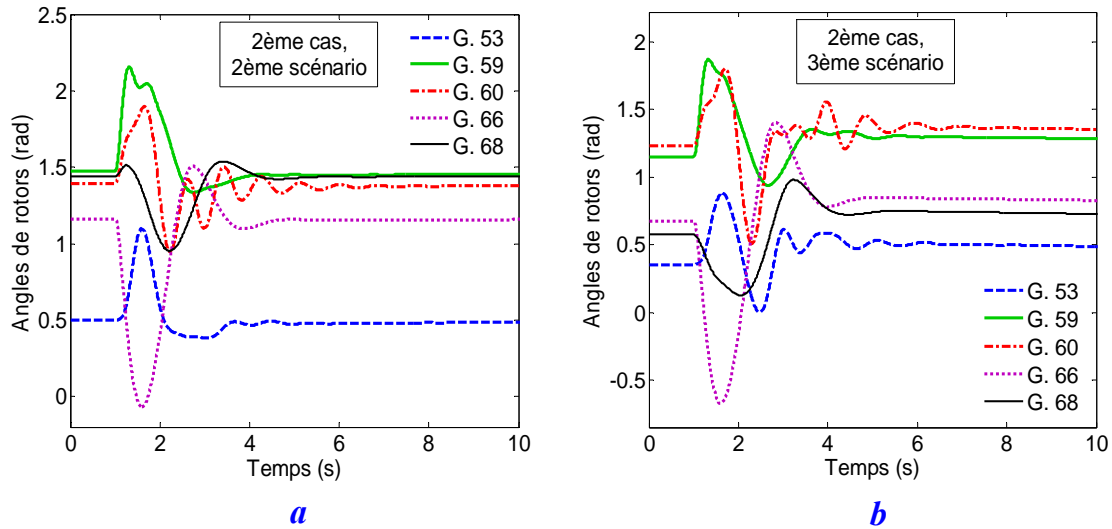 2.5
2
1.5
1
0.5
0
0
2
4
6
8
10
Angles de rotors (rad)
Temps (s)
2ème cas,
2ème scénario
G. 53
G. 59
G. 60
G. 66
G. 68
a
2
1.5
1
0.5
0
-0.5
0
2
4
6
8
10
Angles de rotors (rad)
Temps (s)
2ème cas,
3ème scénario
G. 53
G. 59
G. 60
G. 66
G. 68
b